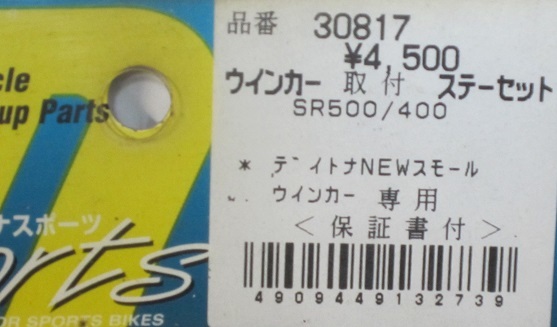 品番 30817
¥4,500
ウインカー 取付 ステーセット
SR500/400
* デイトナNEWスモール
ウインカー 専用
<保証書付>
4909449132739
cle
up Parts
ナスポーツ
orts
OR SPORTS BIKES